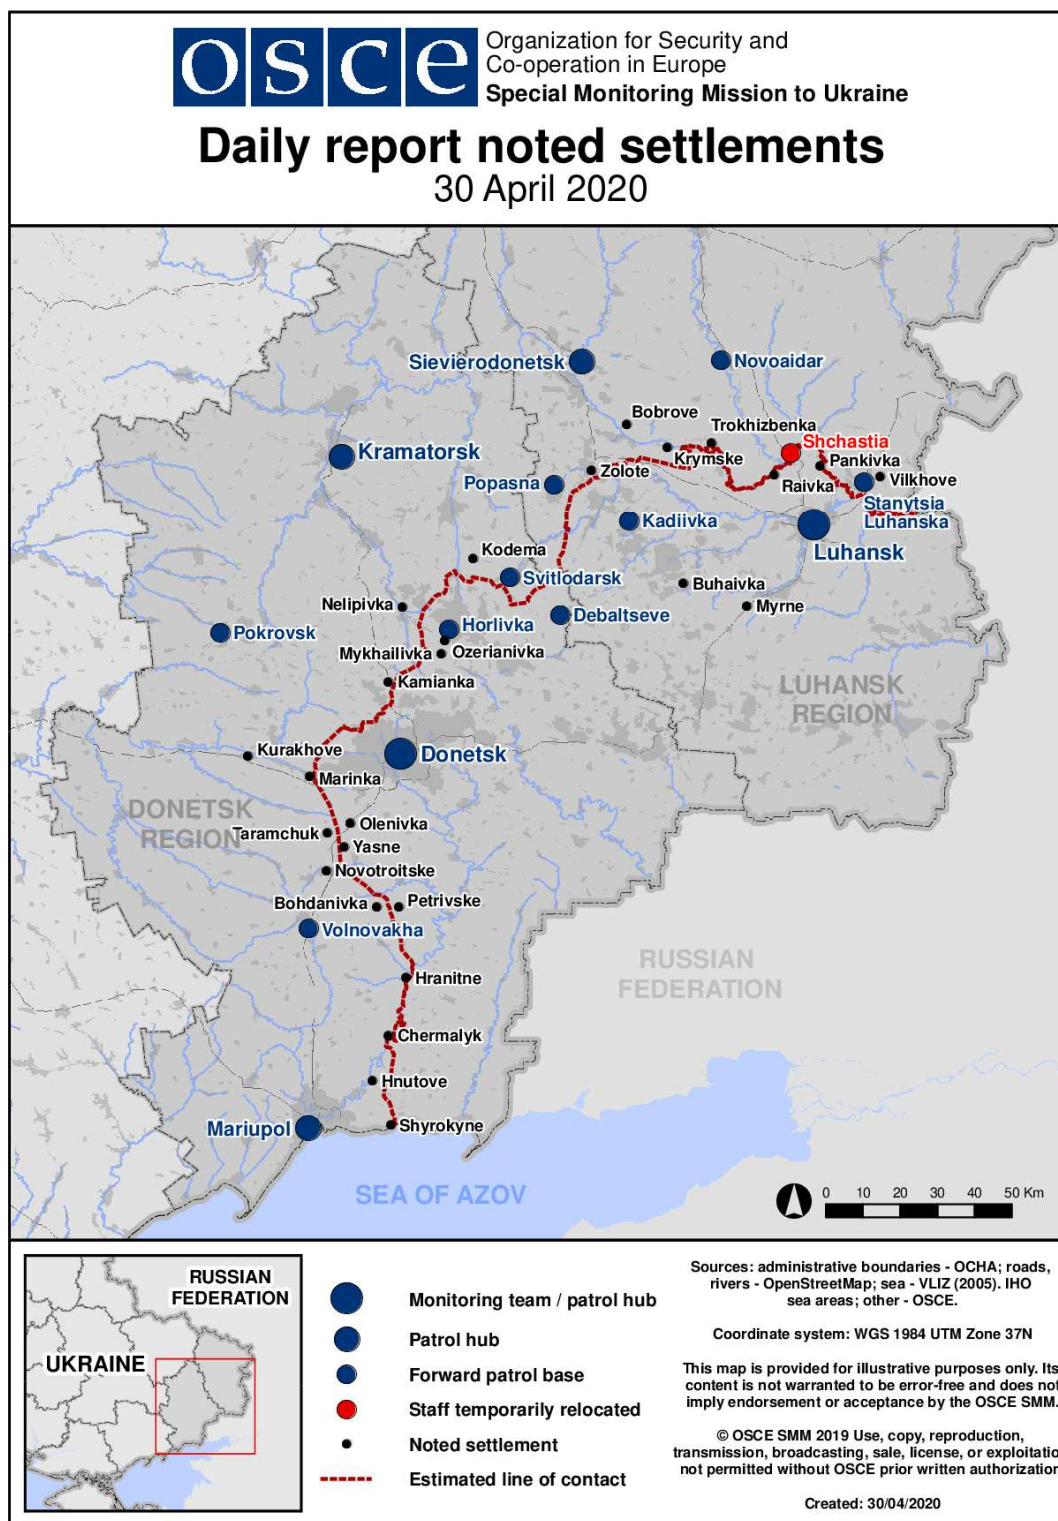 osce
Organization for Security and
Co-operation in Europe
Special Monitoring Mission to Ukraine
Daily report noted settlements
30 April 2020
Sievierodonetsk
Novoaidar
Bobrove
Trokhizbenka
Shchastia
Kramatorsk
Krymske
Pankivka
Zolote
Popasna
Raivka
Vilkhove
Stanytsia
Luhanska
Kadiivka
Luhansk
Kodema
Svitlodarsk
Buhaivka
Nelipivka
Myrne
Debaltseve
Horlivka
Pokrovsk
Mykhailivka
Ozerianivka
Kamianka
LUHANSK
REGION
Kurakhove
Donetsk
Marinka
DONETSK
REGION
Olenivka
Taramchuk
Yasne
Novotroitske
Bohdanivka
Petrivske
Volnovakha
RUSSIAN
FEDERATION
Hranitne
Chermalyk
Hnutove
Mariupol
Shyrokyne
SEA OF AZOV
0 10 20 30 40 50 Km
RUSSIAN
FEDERATION
UKRAINE
Monitoring team / patrol hub
Patrol hub
Forward patrol base
Staff temporarily relocated
Noted settlement
Estimated line of contact
Sources: administrative boundaries - OCHA; roads,
rivers - OpenStreetMap; sea - VLIZ (2005). IHO
sea areas; other - OSCE.
Coordinate system: WGS 1984 UTM Zone 37N
This map is provided for illustrative purposes only. Its
content is not warranted to be error-free and does not
imply endorsement or acceptance by the OSCE SMM.
© OSCE SMM 2019 Use, copy, reproduction,
transmission, broadcasting, sale, license, or exploitatio
not permitted without OSCE prior written authorization
Created: 30/04/2020